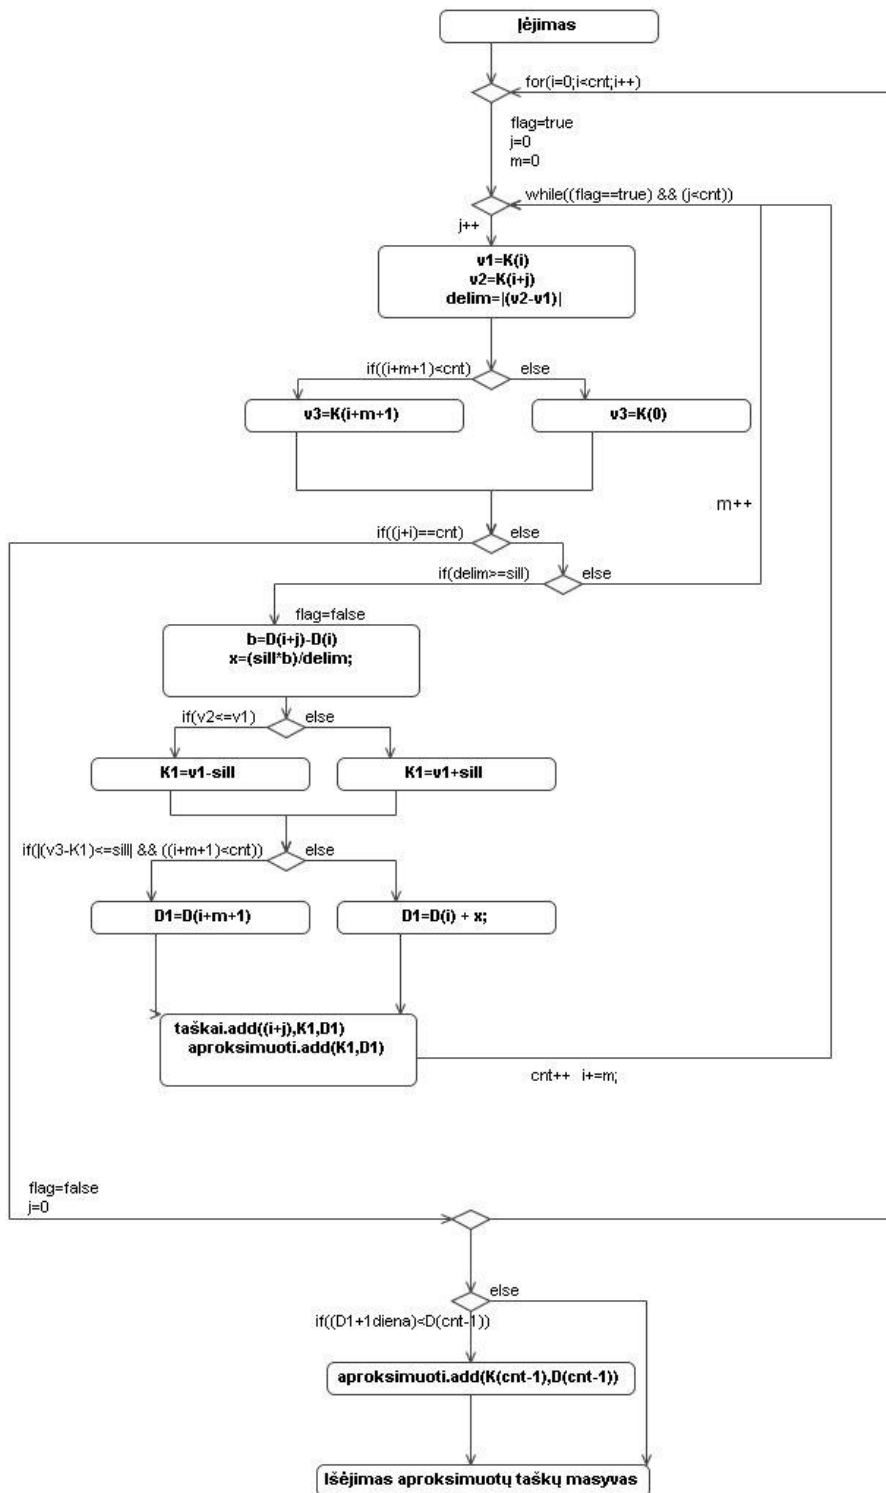 Įėjimas
for(i=0;i<cnt;i++)
flag=true
j=0
m=0
while((flag==true) && (j<cnt))
j++
v1=K(i)
v2=K(i+j)
delim=|(v2-v1)|
if((i+m+1)<cnt)
else
v3=K(i+m+1)
v3=K(0)
m++
if((j+i)==cnt)
else
if(delim>=sill)
else
flag=false
b=D(i+j)-D(i)
x=(sill*b)/delim;
if(v2<=v1)
else
K1=v1-sill
K1=v1+sill
if(|(v3-K1)<=sill| && ((i+m+1)<cnt))
else
D1=D(i+m+1)
D1=D(i) + x;
taškai.add((i+j),K1,D1)
aproksimuoti.add(K1,D1)
cnt++ i+=m;
flag=false
j=0
else
if((D1+1diena)<D(cnt-1))
aproksimuoti.add(K(cnt-1),D(cnt-1))
Išėjimas aproksimuotų taškų masyvas